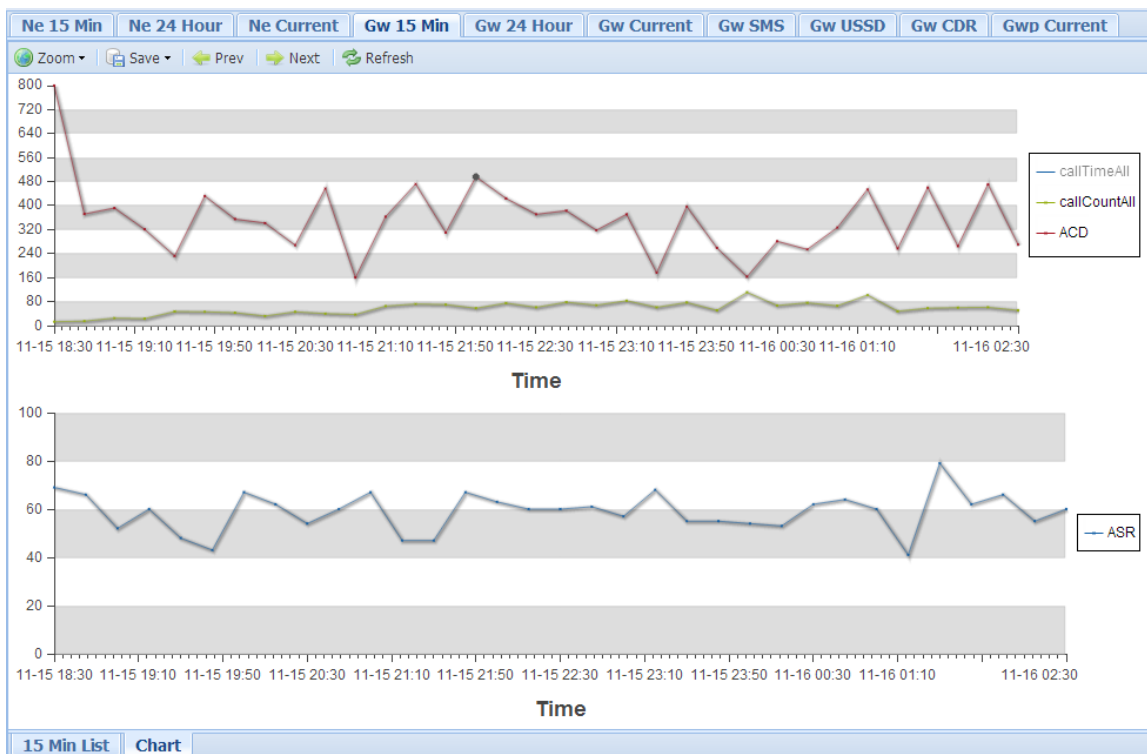 Ne 15 Min Ne 24 Hour Ne Current Gw 15 Min Gw 24 Hour Gw Current Gw SMS Gw USSD Gw CDR Gwp Current
Zoom Save Prev Next Refresh
800
720
640
560
480
400
320
240
160
80
0
callTimeAll
callCountAll
ACD
11-15 18:30 11-15 19:10 11-15 19:50 11-15 20:30 11-15 21:10 11-15 21:50 11-15 22:30 11-15 23:10 11-15 23:50 11-16 00:30 11-16 01:10 11-16 02:30
Time
100
80
60
40
20
0
ASR
11-15 18:30 11-15 19:10 11-15 19:50 11-15 20:30 11-15 21:10 11-15 21:50 11-15 22:30 11-15 23:10 11-15 23:50 11-16 00:30 11-16 01:10 11-16 02:30
Time
15 Min List Chart